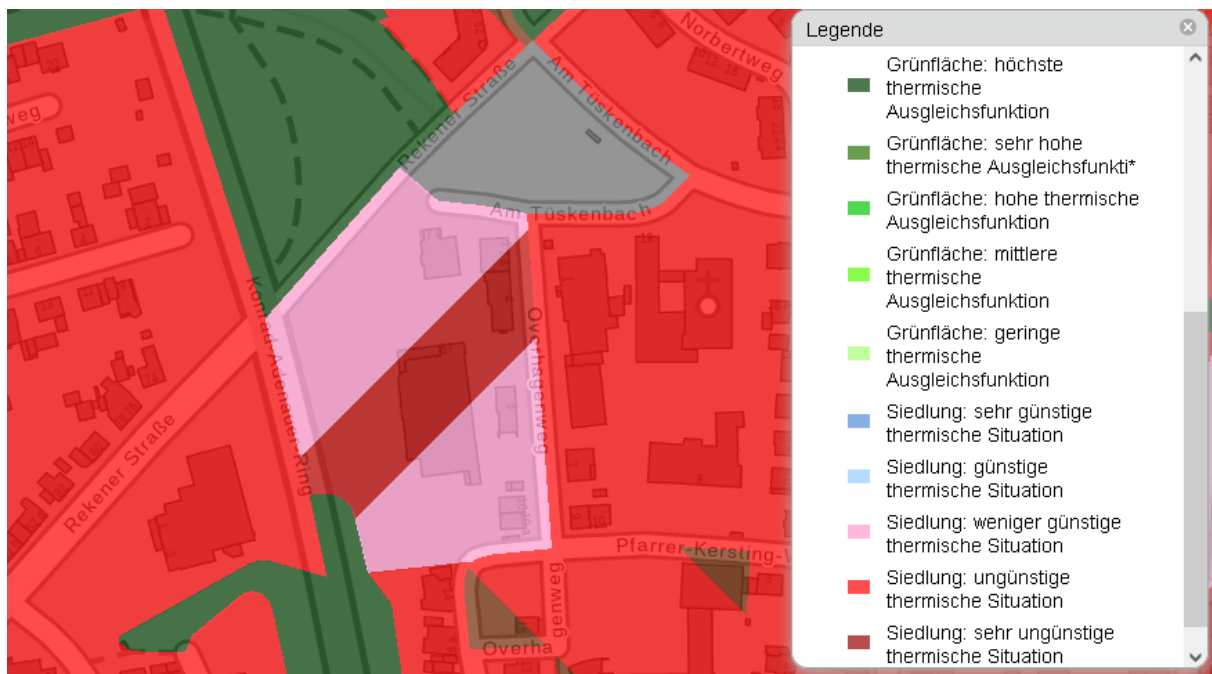 Norbertweg
weg
Rekener Straße
Am Tüskenbach
Am Tüskenbach
Konrad-Adenauer-Ring
Overhagenweg
Rekener Straße
Pfarrer-Kersting-W
genweg
Overha
Legende
Grünfläche: höchste
thermische
Ausgleichsfunktion
Grünfläche: sehr hohe
thermische Ausgleichsfunkti*
Grünfläche: hohe thermische
Ausgleichsfunktion
Grünfläche: mittlere
thermische
Ausgleichsfunktion
Grünfläche: geringe
thermische
Ausgleichsfunktion
Siedlung: sehr günstige
thermische Situation
Siedlung: günstige
thermische Situation
Siedlung: weniger günstige
thermische Situation
Siedlung: ungünstige
thermische Situation
Siedlung: sehr ungünstige
thermische Situation